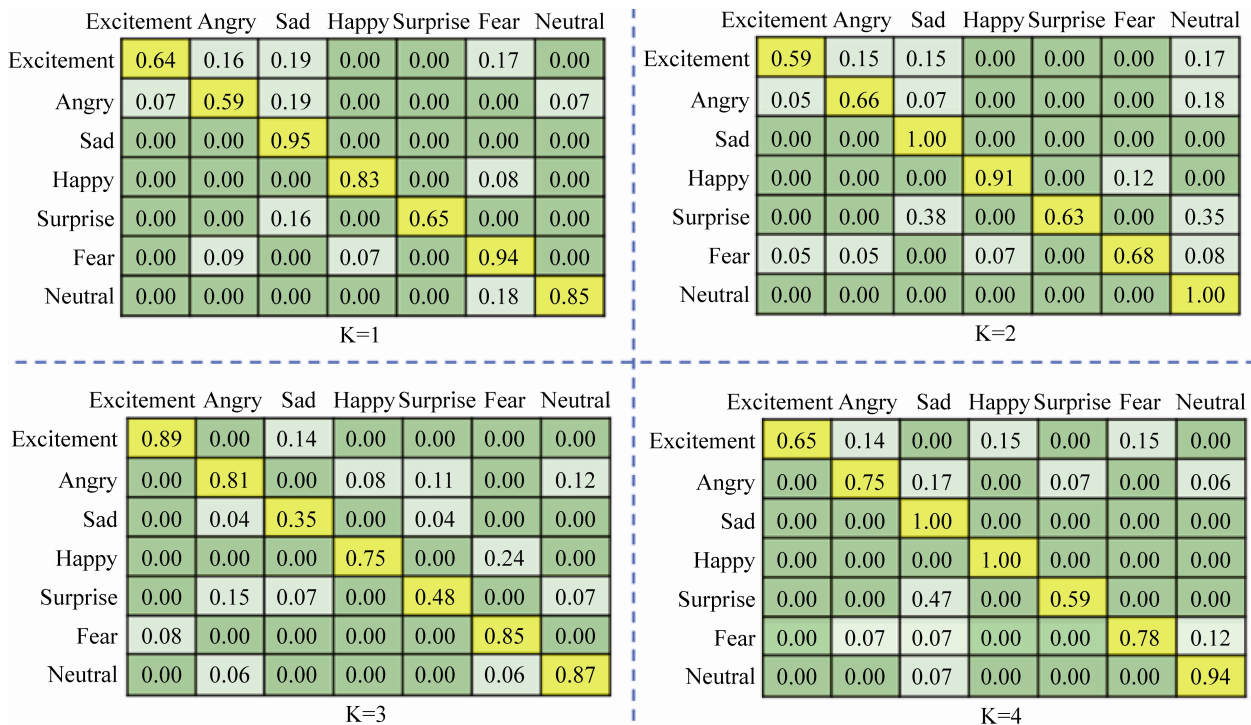 Excitement Angry Sad Happy Surprise Fear Neutral
Excitement 0.64 0.16 0.19 0.00 0.00 0.17 0.00
Angry 0.07 0.59 0.19 0.00 0.00 0.00 0.07
Sad 0.00 0.00 0.95 0.00 0.00 0.00 0.00
Happy 0.00 0.00 0.00 0.83 0.00 0.08 0.00
Surprise 0.00 0.00 0.16 0.00 0.65 0.00 0.00
Fear 0.00 0.09 0.00 0.07 0.00 0.94 0.00
Neutral 0.00 0.00 0.00 0.00 0.00 0.18 0.85
K=1
Excitement Angry Sad Happy Surprise Fear Neutral
Excitement 0.59 0.15 0.15 0.00 0.00 0.00 0.17
Angry 0.05 0.66 0.07 0.00 0.00 0.00 0.18
Sad 0.00 0.00 1.00 0.00 0.00 0.00 0.00
Happy 0.00 0.00 0.00 0.91 0.00 0.12 0.00
Surprise 0.00 0.00 0.38 0.00 0.63 0.00 0.35
Fear 0.05 0.05 0.00 0.07 0.00 0.68 0.08
Neutral 0.00 0.00 0.00 0.00 0.00 0.00 1.00
K=2
Excitement Angry Sad Happy Surprise Fear Neutral
Excitement 0.89 0.00 0.14 0.00 0.00 0.00 0.00
Angry 0.00 0.81 0.00 0.08 0.11 0.00 0.12
Sad 0.00 0.04 0.35 0.00 0.04 0.00 0.00
Happy 0.00 0.00 0.00 0.75 0.00 0.24 0.00
Surprise 0.00 0.15 0.07 0.00 0.48 0.00 0.07
Fear 0.08 0.00 0.00 0.00 0.00 0.85 0.00
Neutral 0.00 0.06 0.00 0.00 0.00 0.06 0.87
K=3
Excitement Angry Sad Happy Surprise Fear Neutral
Excitement 0.65 0.14 0.00 0.15 0.00 0.15 0.00
Angry 0.00 0.75 0.17 0.00 0.07 0.00 0.06
Sad 0.00 0.00 1.00 0.00 0.00 0.00 0.00
Happy 0.00 0.00 0.00 1.00 0.00 0.00 0.00
Surprise 0.00 0.00 0.47 0.00 0.59 0.00 0.00
Fear 0.00 0.07 0.07 0.00 0.00 0.78 0.12
Neutral 0.00 0.00 0.07 0.00 0.00 0.00 0.94
K=4